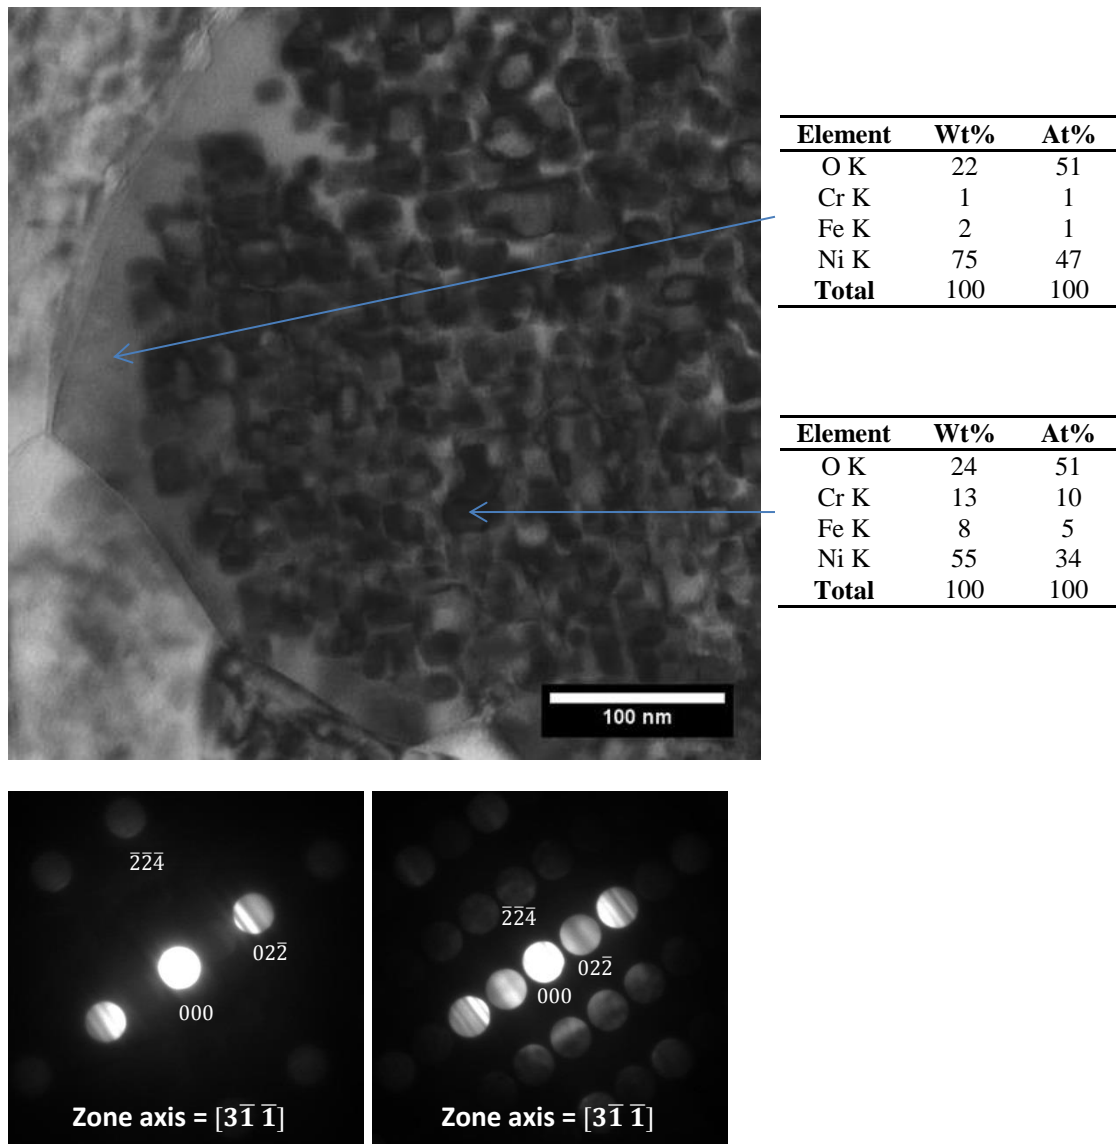 Element Wt% At%
O K 22 51
Cr K 1 1
Fe K 2 1
Ni K 75 47
Total 100 100
Element Wt% At%
O K 24 51
Cr K 13 10
Fe K 8 5
Ni K 55 34
Total 100 100
100 nm
2̅2̅4̅
022̅
000
Zone axis = [31̅ 1̅]
2̅2̅4̅
022̅
000
Zone axis = [31̅ 1̅]